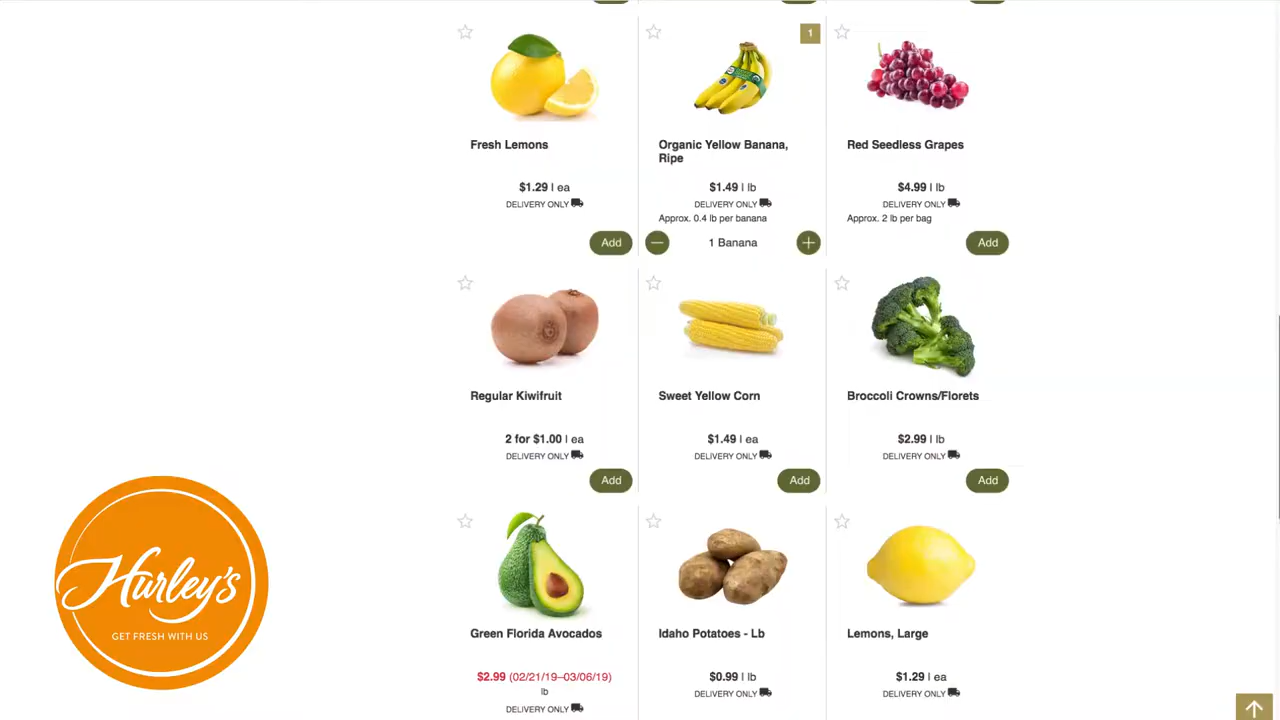 1
Fresh Lemons
$1.29 | ea
DELIVERY ONLY
Add
Organic Yellow Banana,
Ripe
$1.49 | lb
DELIVERY ONLY
Approx. 0.4 lb per banana
1 Banana
Red Seedless Grapes
$4.99 | lb
DELIVERY ONLY
Approx. 2 lb per bag
Add
Regular Kiwifruit
2 for $1.00 | ea
DELIVERY ONLY
Add
Sweet Yellow Corn
$1.49 | ea
DELIVERY ONLY
Add
Broccoli Crowns/Florets
$2.99 | lb
DELIVERY ONLY
Add
Green Florida Avocados
$2.99 (02/21/19–03/06/19)
lb
DELIVERY ONLY
Idaho Potatoes - Lb
$0.99 | lb
DELIVERY ONLY
Lemons, Large
$1.29 | ea
DELIVERY ONLY
Hurley's
GET FRESH WITH US